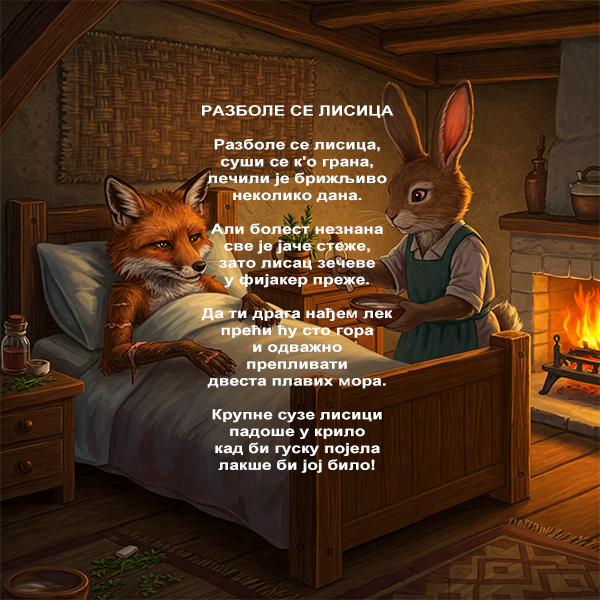 РАЗБОЛЕ СЕ ЛИСИЦА
Разболе се лисица,
суши се к'о грана,
лечили је брижљиво
неколико дана.
Али болест незнана
све је јаче стеже,
зато лисац зечеве
у фијакер преже.
Да ти драга нађем лек
прећи ћу сто гора
и одважно
препливати
двеста плавих мора.
Крупне сузе лисици
падоше у крило
кад би гуску појела
лакше би јој било!